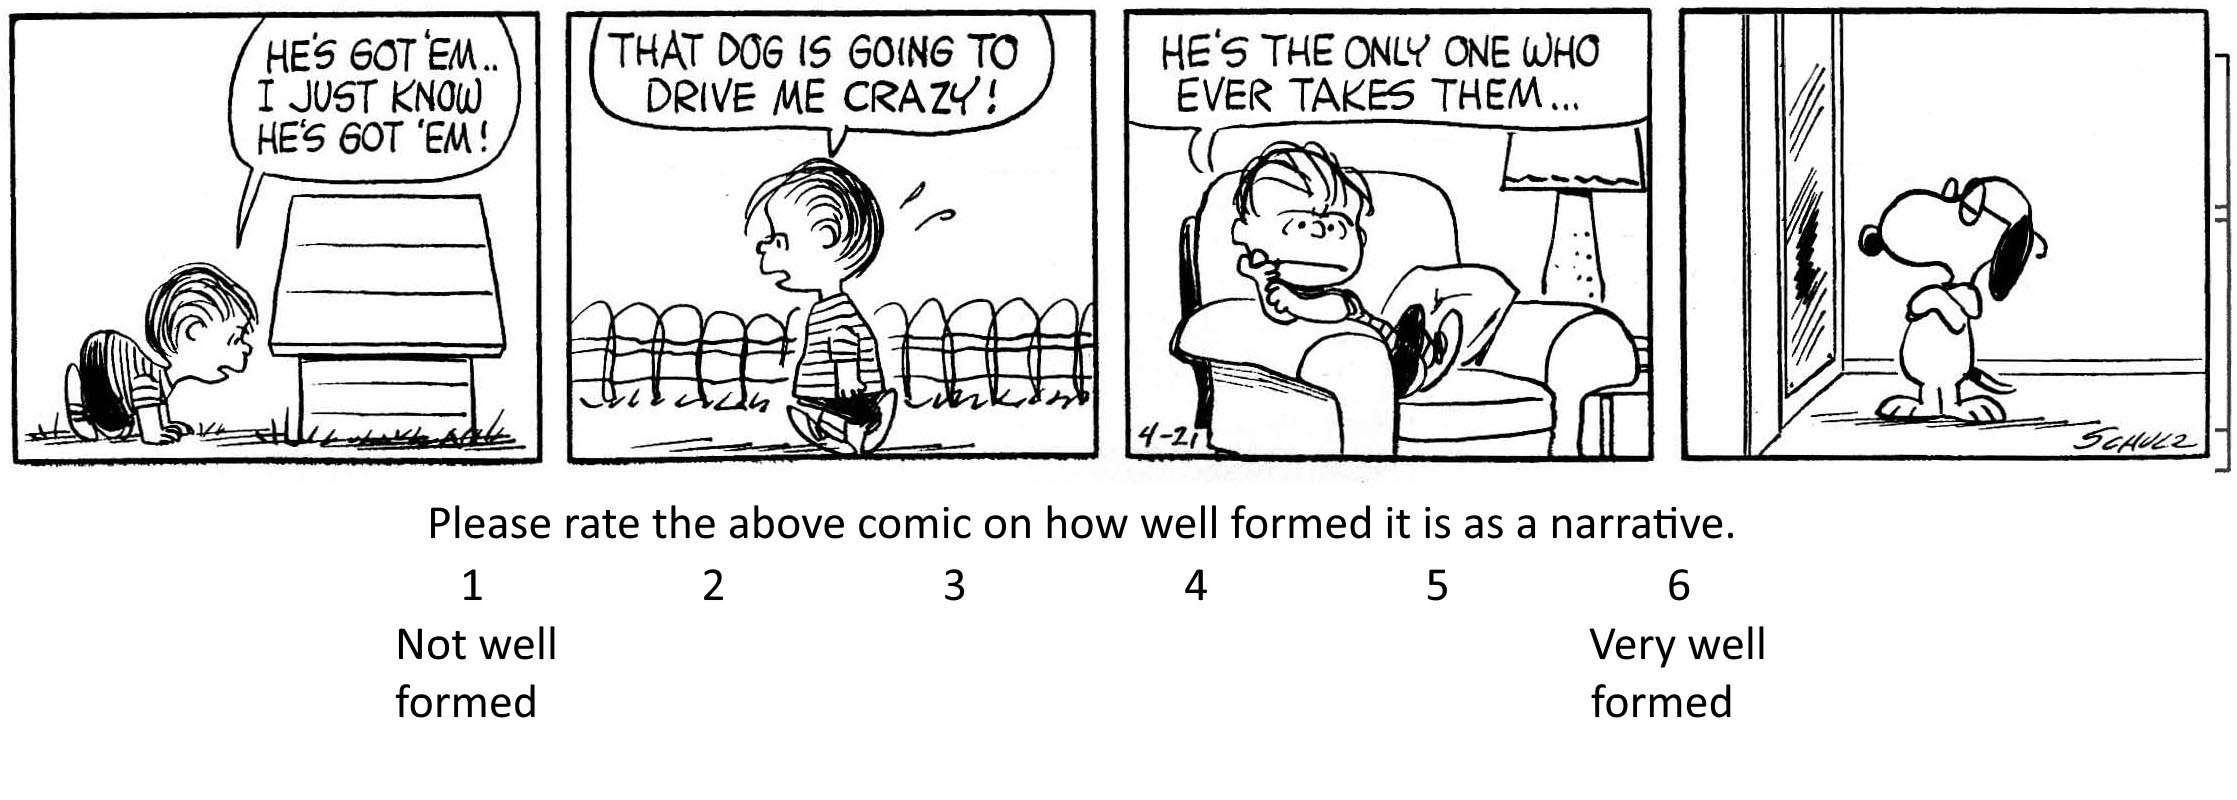 HE'S GOT 'EM..
I JUST KNOW
HE'S GOT 'EM!
THAT DOG IS GOING TO
DRIVE ME CRAZY!
HE'S THE ONLY ONE WHO
EVER TAKES THEM...
4-21
SCHULZ
Please rate the above comic on how well formed it is as a narrative.
1 2 3 4 5 6
Not well
formed
Very well
formed